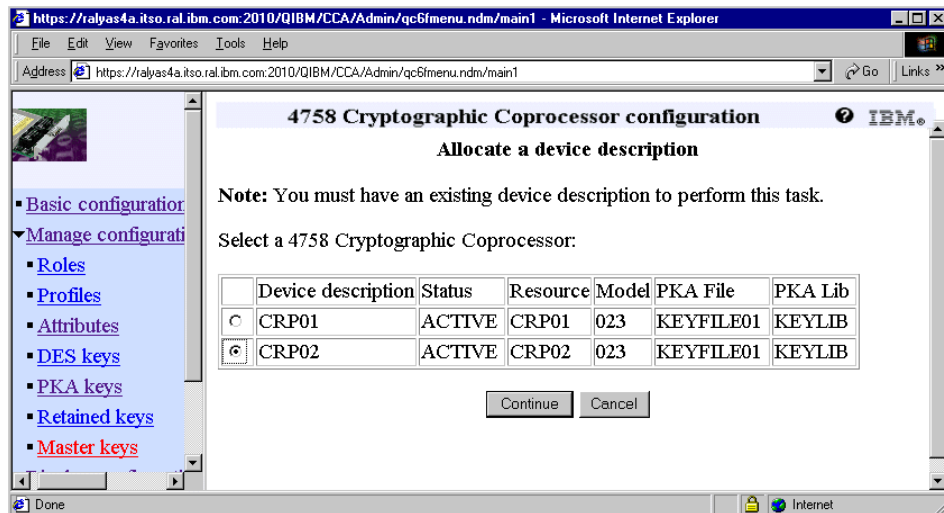 https://ralyas4a.itso.ral.ibm.com:2010/QIBM/CCA/Admin/qc6fmenu.ndm/main1 - Microsoft Internet Explorer
File Edit View Favorites Tools Help
Address https://ralyas4a.itso.ral.ibm.com:2010/QIBM/CCA/Admin/qc6fmenu.ndm/main1 Go Links »
4758 Cryptographic Coprocessor configuration IBM®
Allocate a device description
Basic configuration
Manage configurati
Roles
Profiles
Attributes
DES keys
PKA keys
Retained keys
Master keys
Note: You must have an existing device description to perform this task.
Select a 4758 Cryptographic Coprocessor:
Device description Status Resource Model PKA File PKA Lib
CRP01 ACTIVE CRP01 023 KEYFILE01 KEYLIB
CRP02 ACTIVE CRP02 023 KEYFILE01 KEYLIB
Continue Cancel
Done Internet